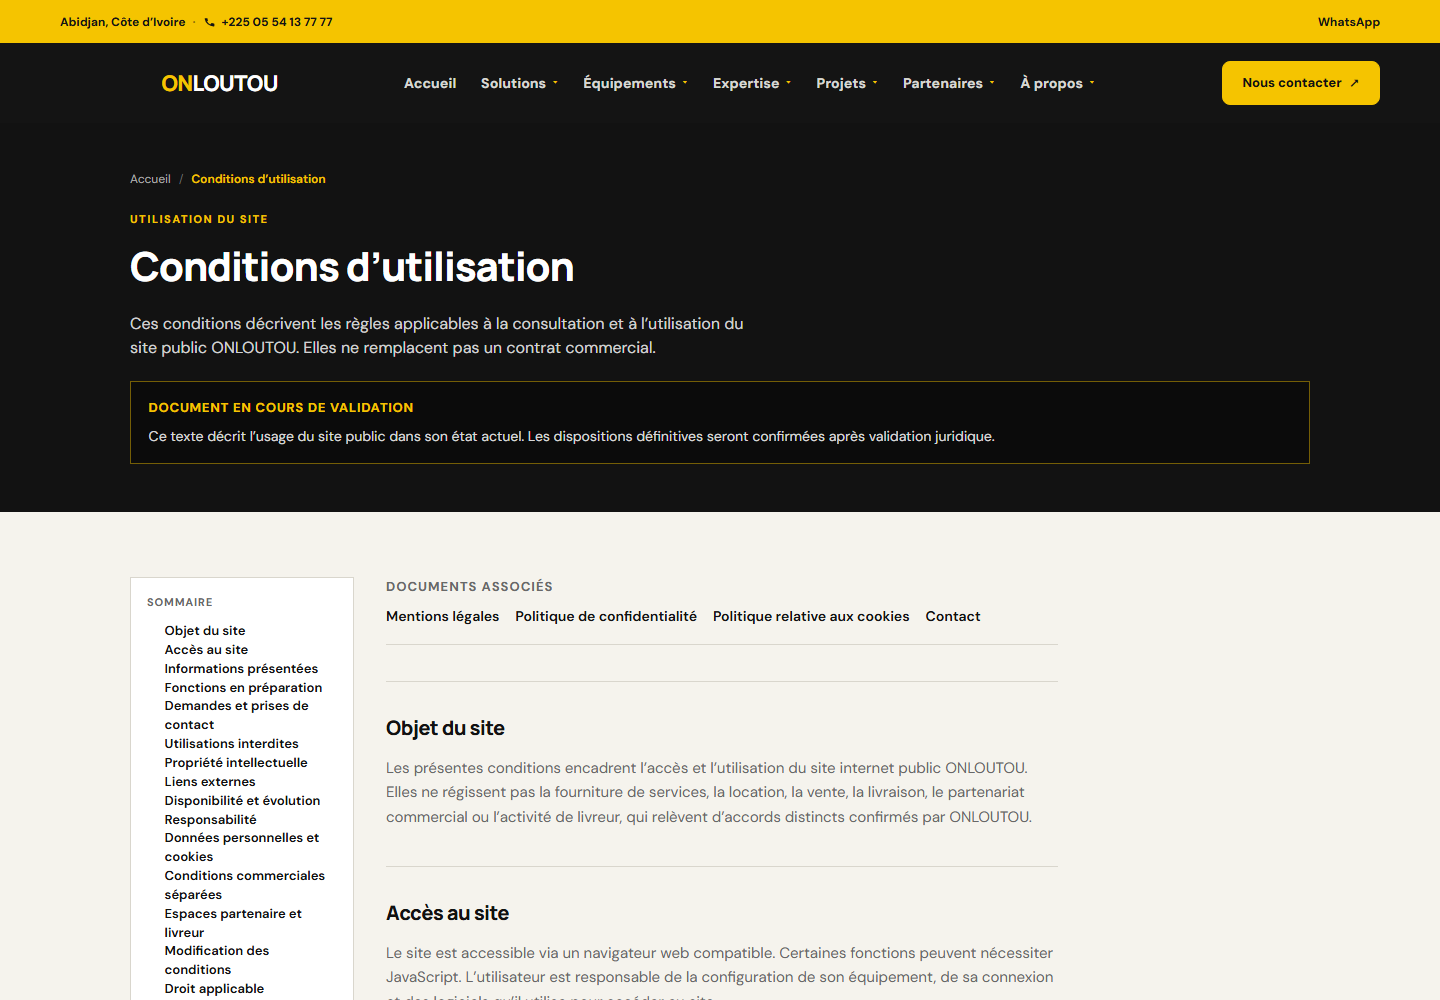 Abidjan, Côte d’Ivoire · +225 05 54 13 77 77
WhatsApp
ONLOUTOU
Accueil Solutions Équipements Expertise Projets Partenaires À propos
Nous contacter ↗
Accueil / Conditions d’utilisation
UTILISATION DU SITE
Conditions d’utilisation
Ces conditions décrivent les règles applicables à la consultation et à l’utilisation du
site public ONLOUTOU. Elles ne remplacent pas un contrat commercial.
DOCUMENT EN COURS DE VALIDATION
Ce texte décrit l’usage du site public dans son état actuel. Les dispositions définitives seront confirmées après validation juridique.
SOMMAIRE
Objet du site
Accès au site
Informations présentées
Fonctions en préparation
Demandes et prises de
contact
Utilisations interdites
Propriété intellectuelle
Liens externes
Disponibilité et évolution
Responsabilité
Données personnelles et
cookies
Conditions commerciales
séparées
Espaces partenaire et
livreur
Modification des
conditions
Droit applicable
DOCUMENTS ASSOCIÉS
Mentions légales Politique de confidentialité Politique relative aux cookies Contact
Objet du site
Les présentes conditions encadrent l’accès et l’utilisation du site internet public ONLOUTOU.
Elles ne régissent pas la fourniture de services, la location, la vente, la livraison, le partenariat
commercial ou l’activité de livreur, qui relèvent d’accords distincts confirmés par ONLOUTOU.
Accès au site
Le site est accessible via un navigateur web compatible. Certaines fonctions peuvent nécessiter
JavaScript. L’utilisateur est responsable de la configuration de son équipement, de sa connexion
et des logiciels qu’il utilise pour accéder au site.